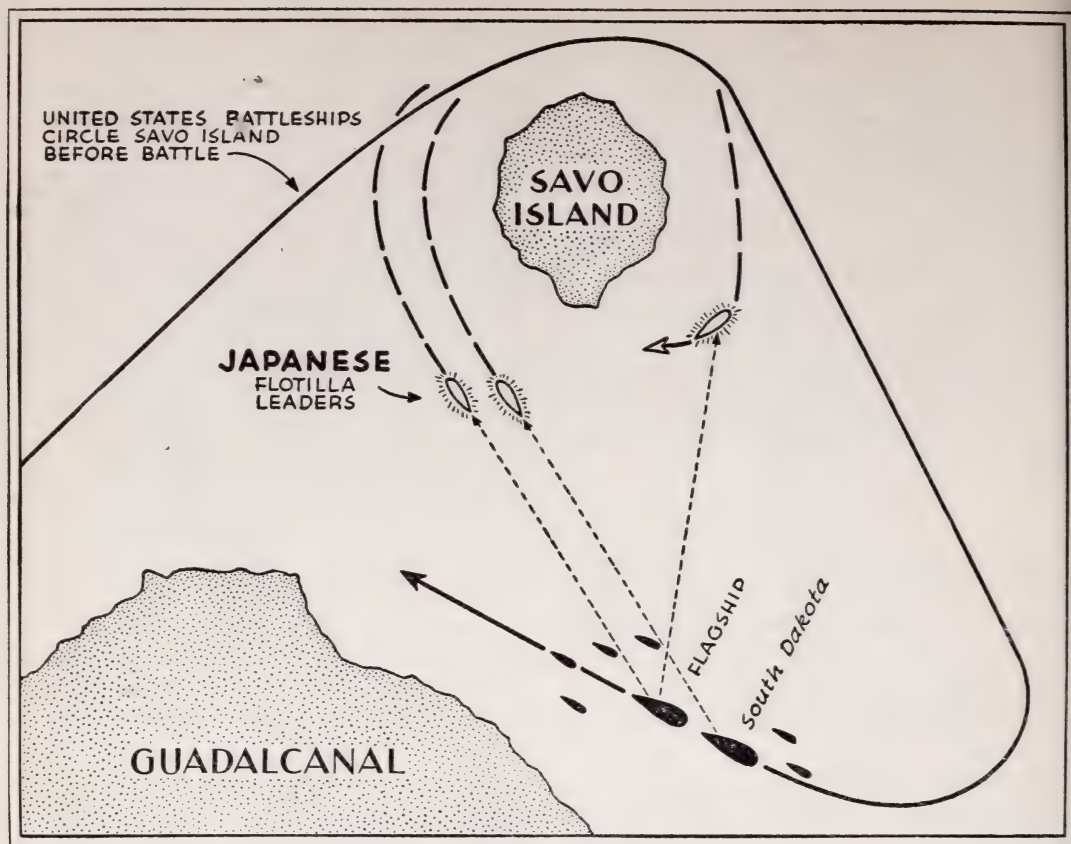 UNITED STATES BATTLESHIPS
CIRCLE SAVO ISLAND
BEFORE BATTLE
SAVO
ISLAND
JAPANESE
FLOTILLA
LEADERS
FLAGSHIP
South Dakota
GUADALCANAL